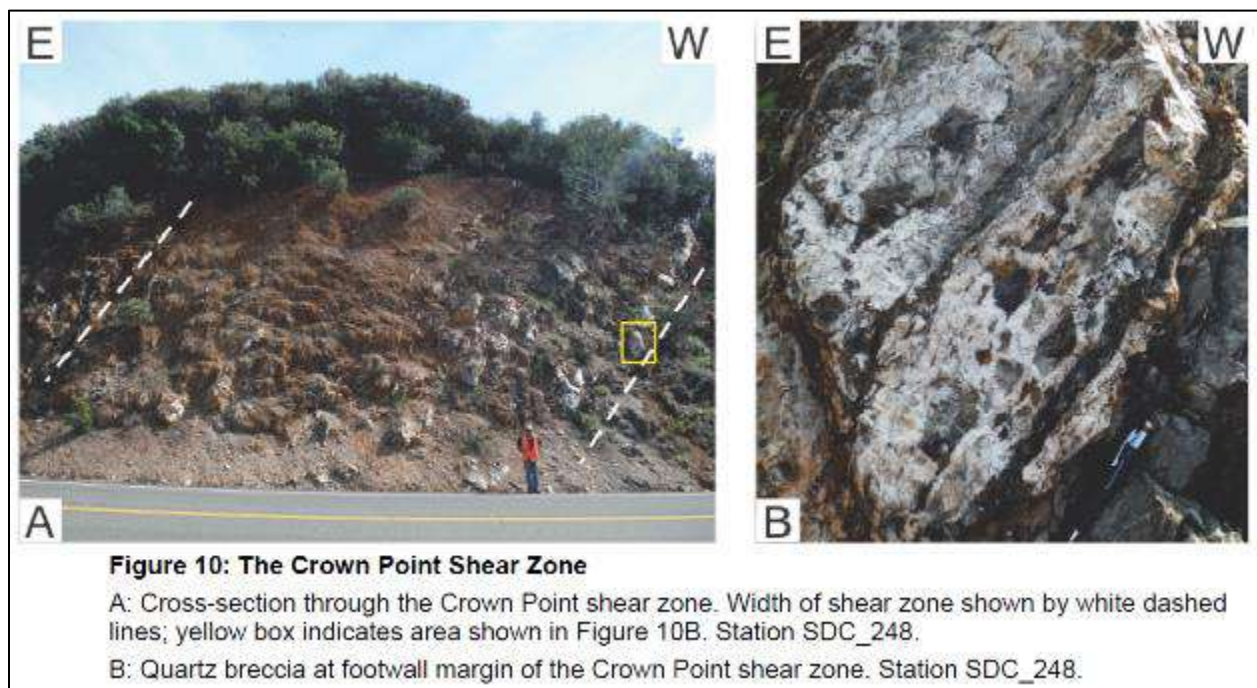 E W
E W
A
B
Figure 10: The Crown Point Shear Zone
A: Cross-section through the Crown Point shear zone. Width of shear zone shown by white dashed
lines; yellow box indicates area shown in Figure 10B. Station SDC_248.
B: Quartz breccia at footwall margin of the Crown Point shear zone. Station SDC_248.